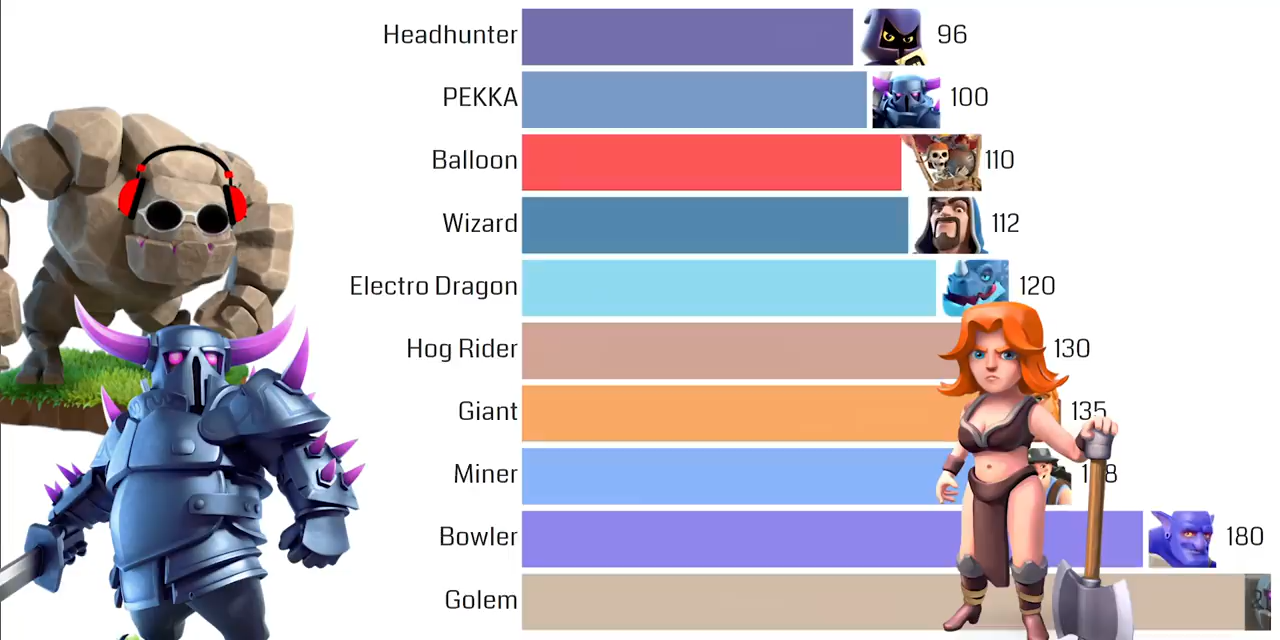 Headhunter 96
PEKKA 100
Balloon 110
Wizard 112
Electro Dragon 120
Hog Rider 130
Giant 135
Miner
Bowler 180
Golem